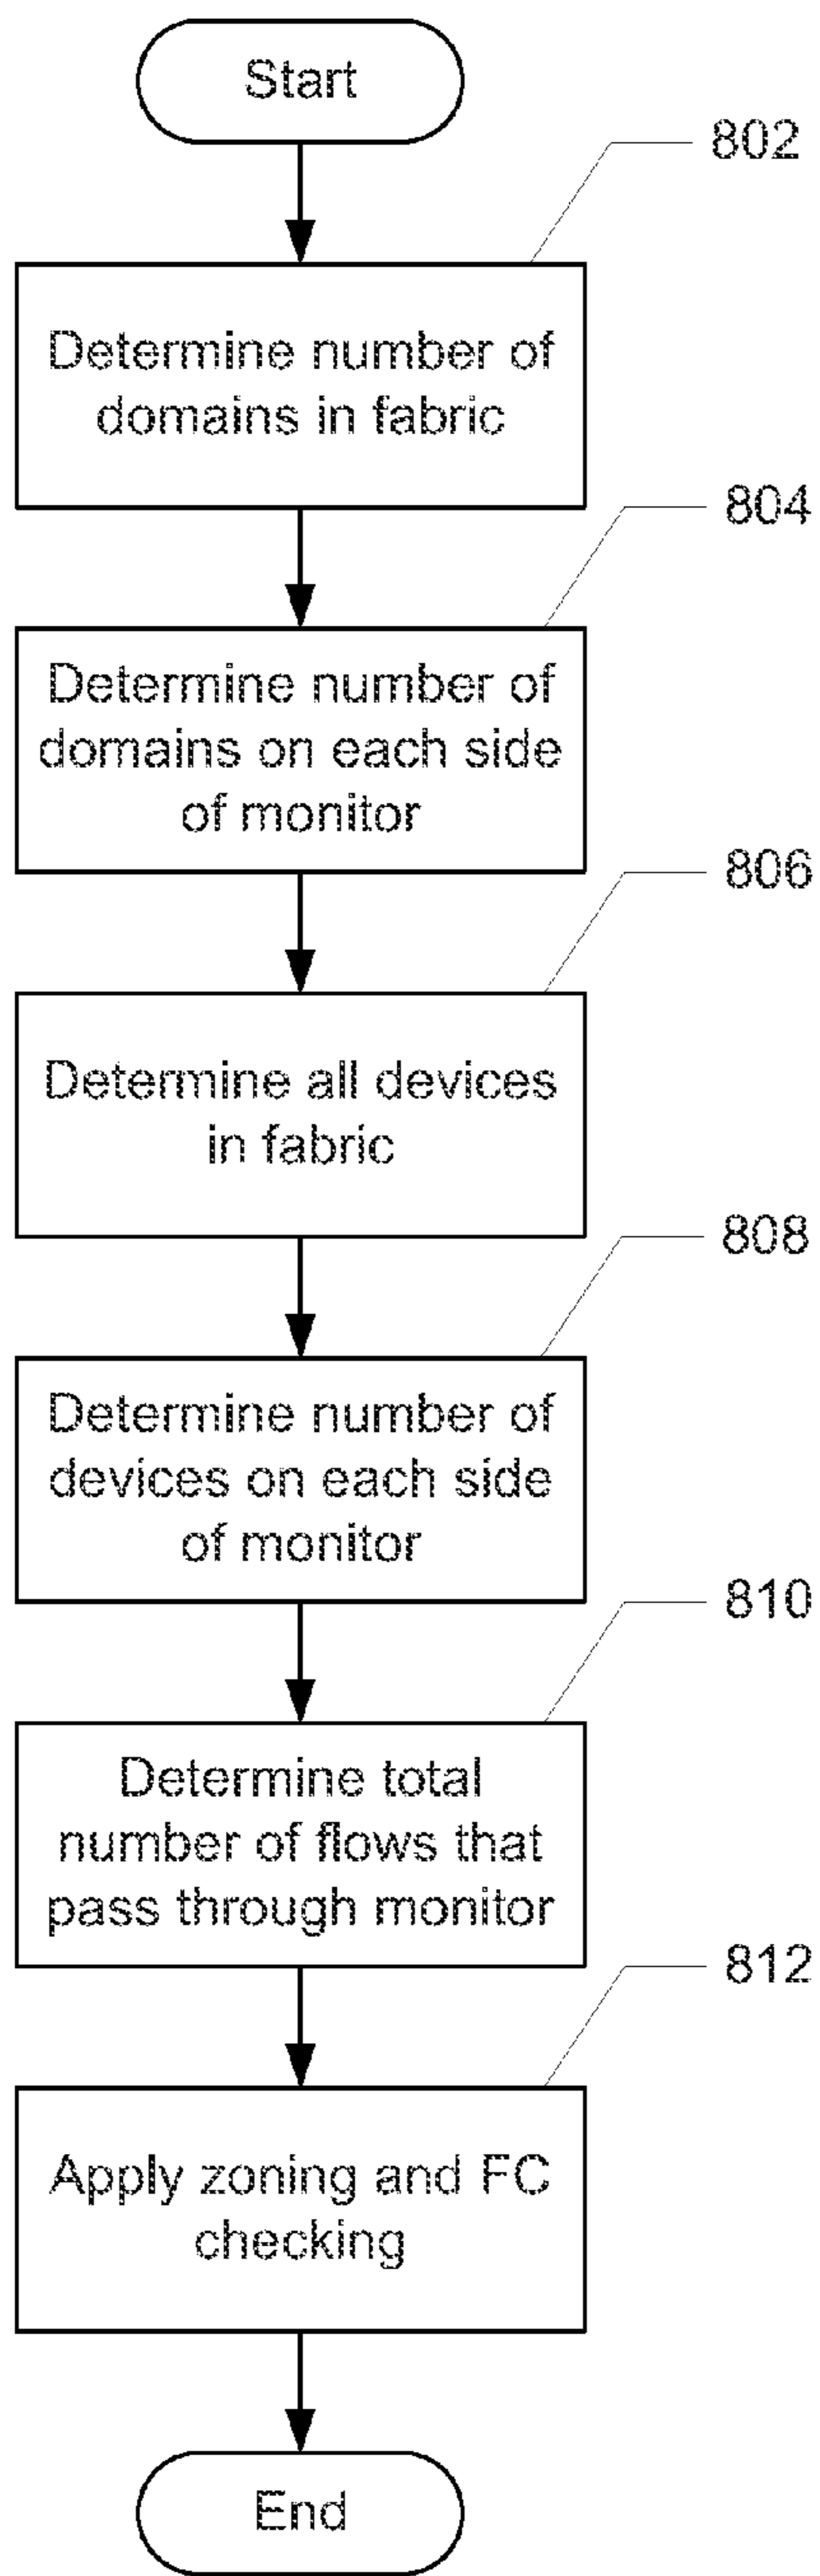 Start
802
Determine number of
domains in fabric
804
Determine number of
domains on each side
of monitor
806
Determine all devices
in fabric
808
Determine number of
devices on each side
of monitor
810
Determine total
number of flows that
pass through monitor
812
Apply zoning and FC
checking
End